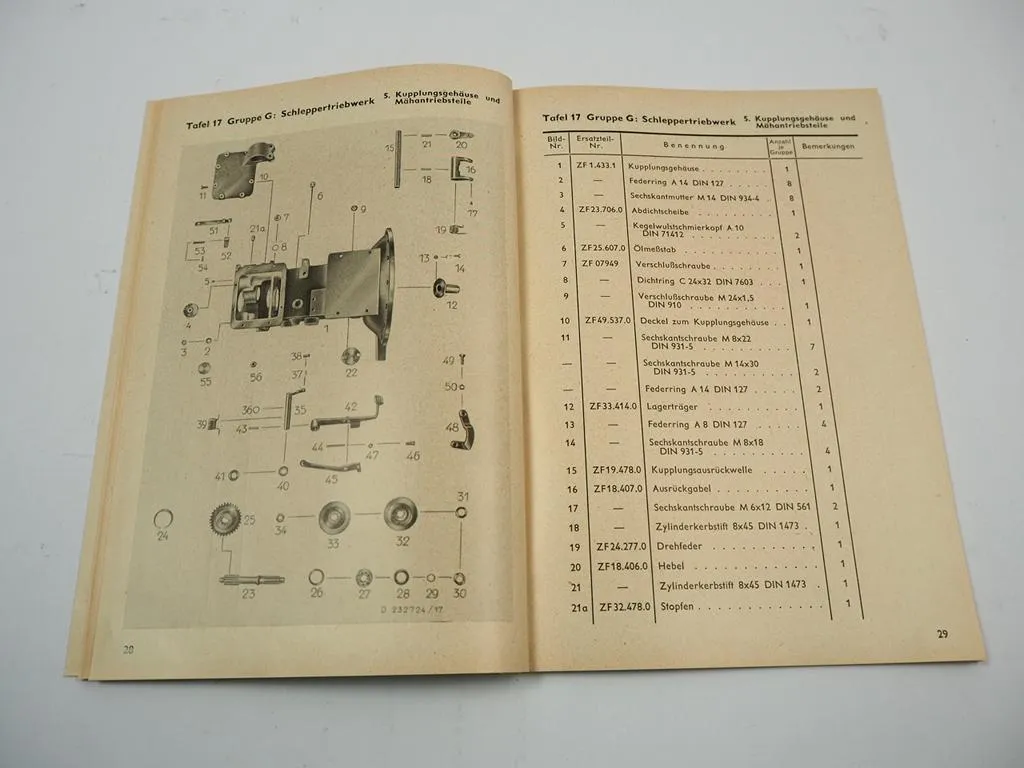 Tafel 17 Gruppe G: Schleppertriebwerk 5. Kupplungsgehäuse und
Mähantriebsteile
10
11
15
21
20
18
16
17
6
9
7
21a
51
8
19
53
52
54
5
13
14
12
4
1
3
2
38
22
49
55
56
37
50
360
35
42
39
43
48
44
47
46
41
40
45
31
24
25
34
33
32
23
26
27
28
29
30
D 232724/17
28
Tafel 17 Gruppe G: Schleppertriebwerk 5. Kupplungsgehäuse und
Mähantriebsteile
Bild-Nr. Ersatzteil-Nr. Benennung Anzahl je Gruppe Bemerkungen
1 ZF 1.433.1 Kupplungsgehäuse . . . . . . . . . . 1
2 — Federring A 14 DIN 127 . . . . . . 8
3 — Sechskantmutter M 14 DIN 934-4 . 8
4 ZF 23.706.0 Abdichtscheibe . . . . . . . . . . . 1
5 — Kegelwulstschmierkopf A 10
DIN 71412 . . . . . . . . . . . . 2
6 ZF 25.607.0 Ölmeßstab . . . . . . . . . . . . . 1
7 ZF 07949 Verschlußschraube . . . . . . . . . 1
8 — Dichtring C 24x32 DIN 7603 . . . 1
9 — Verschlußschraube M 24x1,5
DIN 910 . . . . . . . . . . . . . 1
10 ZF 49.537.0 Deckel zum Kupplungsgehäuse . . 1
11 — Sechskantschraube M 8x22
DIN 931-5 . . . . . . . . . . . . 7
— — Sechskantschraube M 14x30
DIN 931-5 . . . . . . . . . . . . 2
— — Federring A 14 DIN 127 . . . . . 2
12 ZF 33.414.0 Lagerträger . . . . . . . . . . . . 1
13 — Federring A 8 DIN 127 . . . . . . 4
14 — Sechskantschraube M 8x18
DIN 931-5 . . . . . . . . . . . . 4
15 ZF 19.478.0 Kupplungsausrückwelle . . . . . . 1
16 ZF 18.407.0 Ausrückgabel . . . . . . . . . . . 1
17 — Sechskantschraube M 6x12 DIN 561 2
18 — Zylinderkerbstift 8x45 DIN 1473 . . 1
19 ZF 24.277.0 Drehfeder . . . . . . . . . . . . . 1
20 ZF 18.406.0 Hebel . . . . . . . . . . . . . . . 1
21 — Zylinderkerbstift 8x45 DIN 1473 . 1
21a ZF 32.478.0 Stopfen . . . . . . . . . . . . . . 1
29